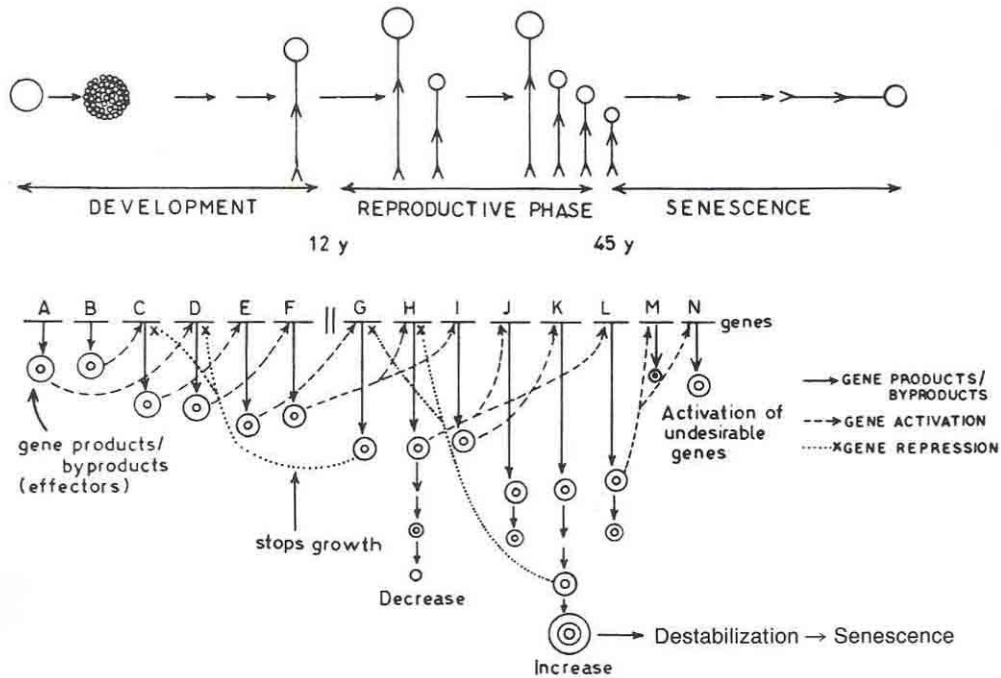 DEVELOPMENT
REPRODUCTIVE PHASE
SENESCENCE
12 y
45 y
A B C D E F G H I J K L M N
genes
gene products/
byproducts
(effectors)
stops growth
Decrease
Increase
Destabilization → Senescence
Activation of
undesirable
genes
GENE PRODUCTS/
BYPRODUCTS
GENE ACTIVATION
GENE REPRESSION